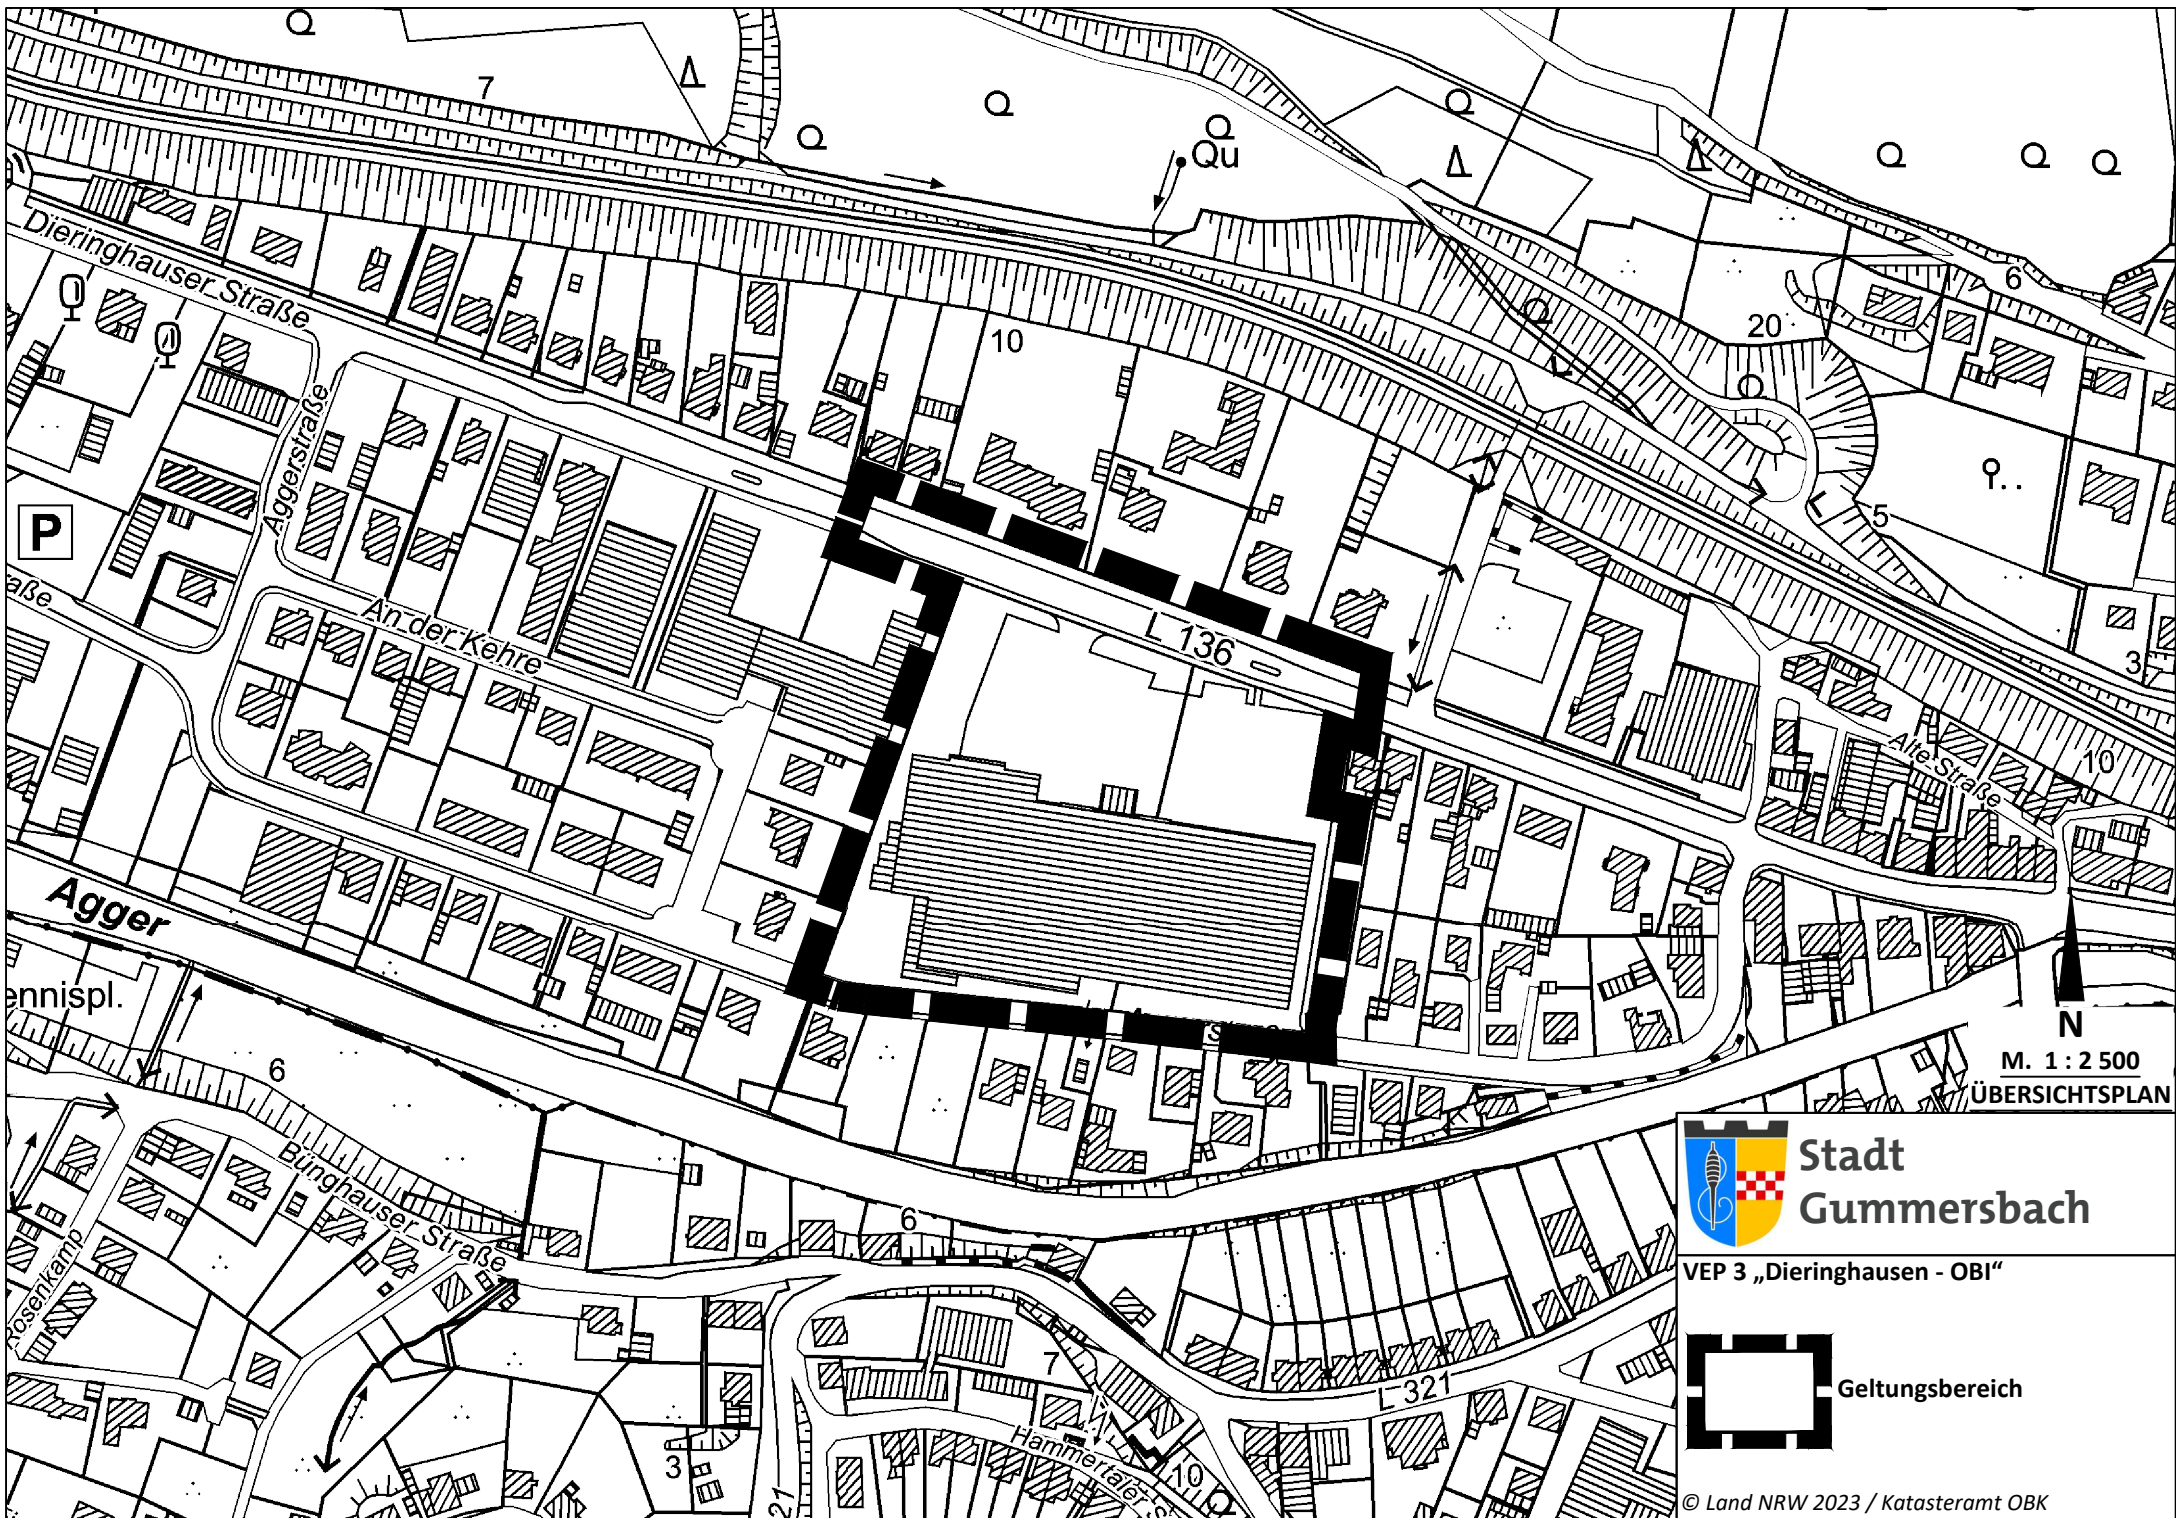 7
Qu
Dieringhauser Straße
10
20
6
5
3
Aggerstraße
P
raße
An der Kehre
L 136
Alte Straße
10
Agger
ennispl.
6
N
M. 1 : 2 500
ÜBERSICHTSPLAN
Stadt
Gummersbach
VEP 3 „Dieringhausen - OBI“
Geltungsbereich
© Land NRW 2023 / Katasteramt OBK
Bünghauser Straße
6
Rosenkamp
7
L 321
Hammertaler S
3
10
21